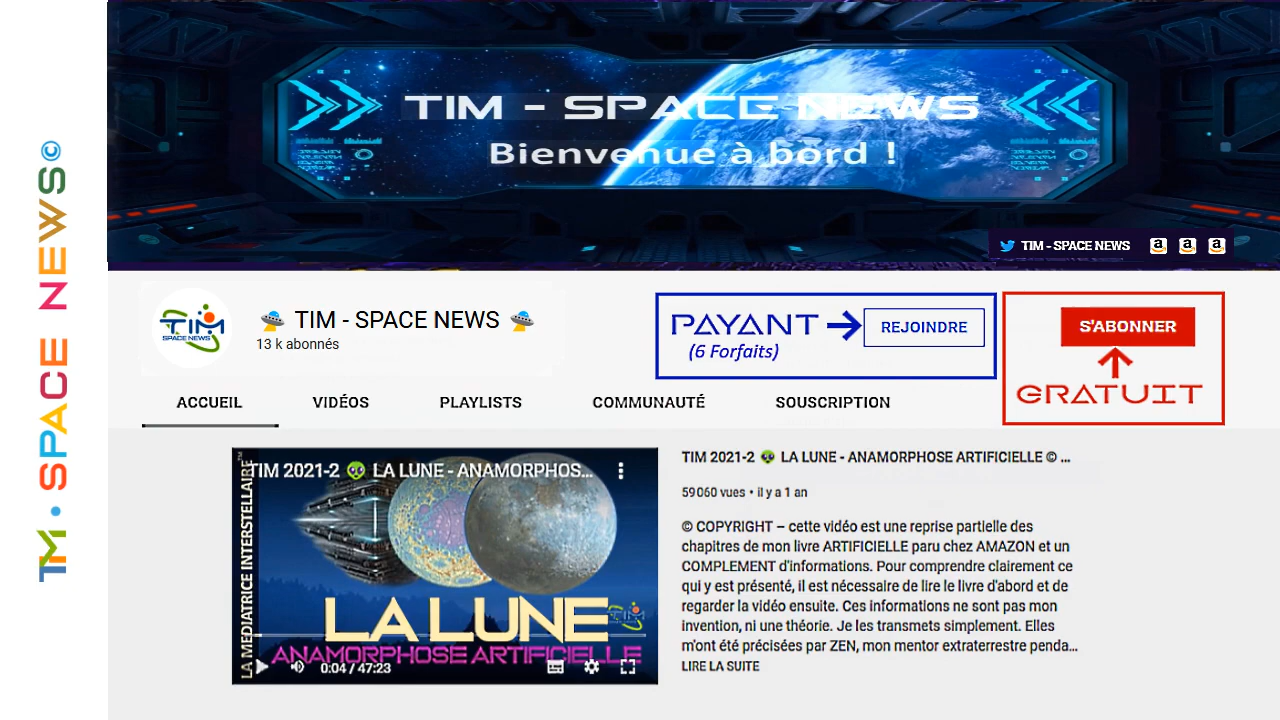 TIM - SPACE NEWS©
TIM - SPACE NEWS
Bienvenue à bord !
TIM - SPACE NEWS
a a a
TIM
SPACE NEWS
🛸 TIM - SPACE NEWS 🛸
13 k abonnés
PAYANT
(6 Forfaits)
REJOINDRE
S'ABONNER
GRATUIT
ACCUEIL VIDÉOS PLAYLISTS COMMUNAUTÉ SOUSCRIPTION
LA MEDIATRICE INTERSTELLAIRE™
TIM 2021-2 👽 LA LUNE - ANAMORPHOS...
LA LUNE
TIM
ANAMORPHOSE ARTIFICIELLE
0:04 / 47:23
TIM 2021-2 👽 LA LUNE - ANAMORPHOSE ARTIFICIELLE © ...
59 060 vues • il y a 1 an
© COPYRIGHT – cette vidéo est une reprise partielle des
chapitres de mon livre ARTIFICIELLE paru chez AMAZON et un
COMPLEMENT d'informations. Pour comprendre clairement ce
qui y est présenté, il est nécessaire de lire le livre d'abord et de
regarder la vidéo ensuite. Ces informations ne sont pas mon
invention, ni une théorie. Je les transmets simplement. Elles
m'ont été précisées par ZEN, mon mentor extraterrestre penda...
LIRE LA SUITE